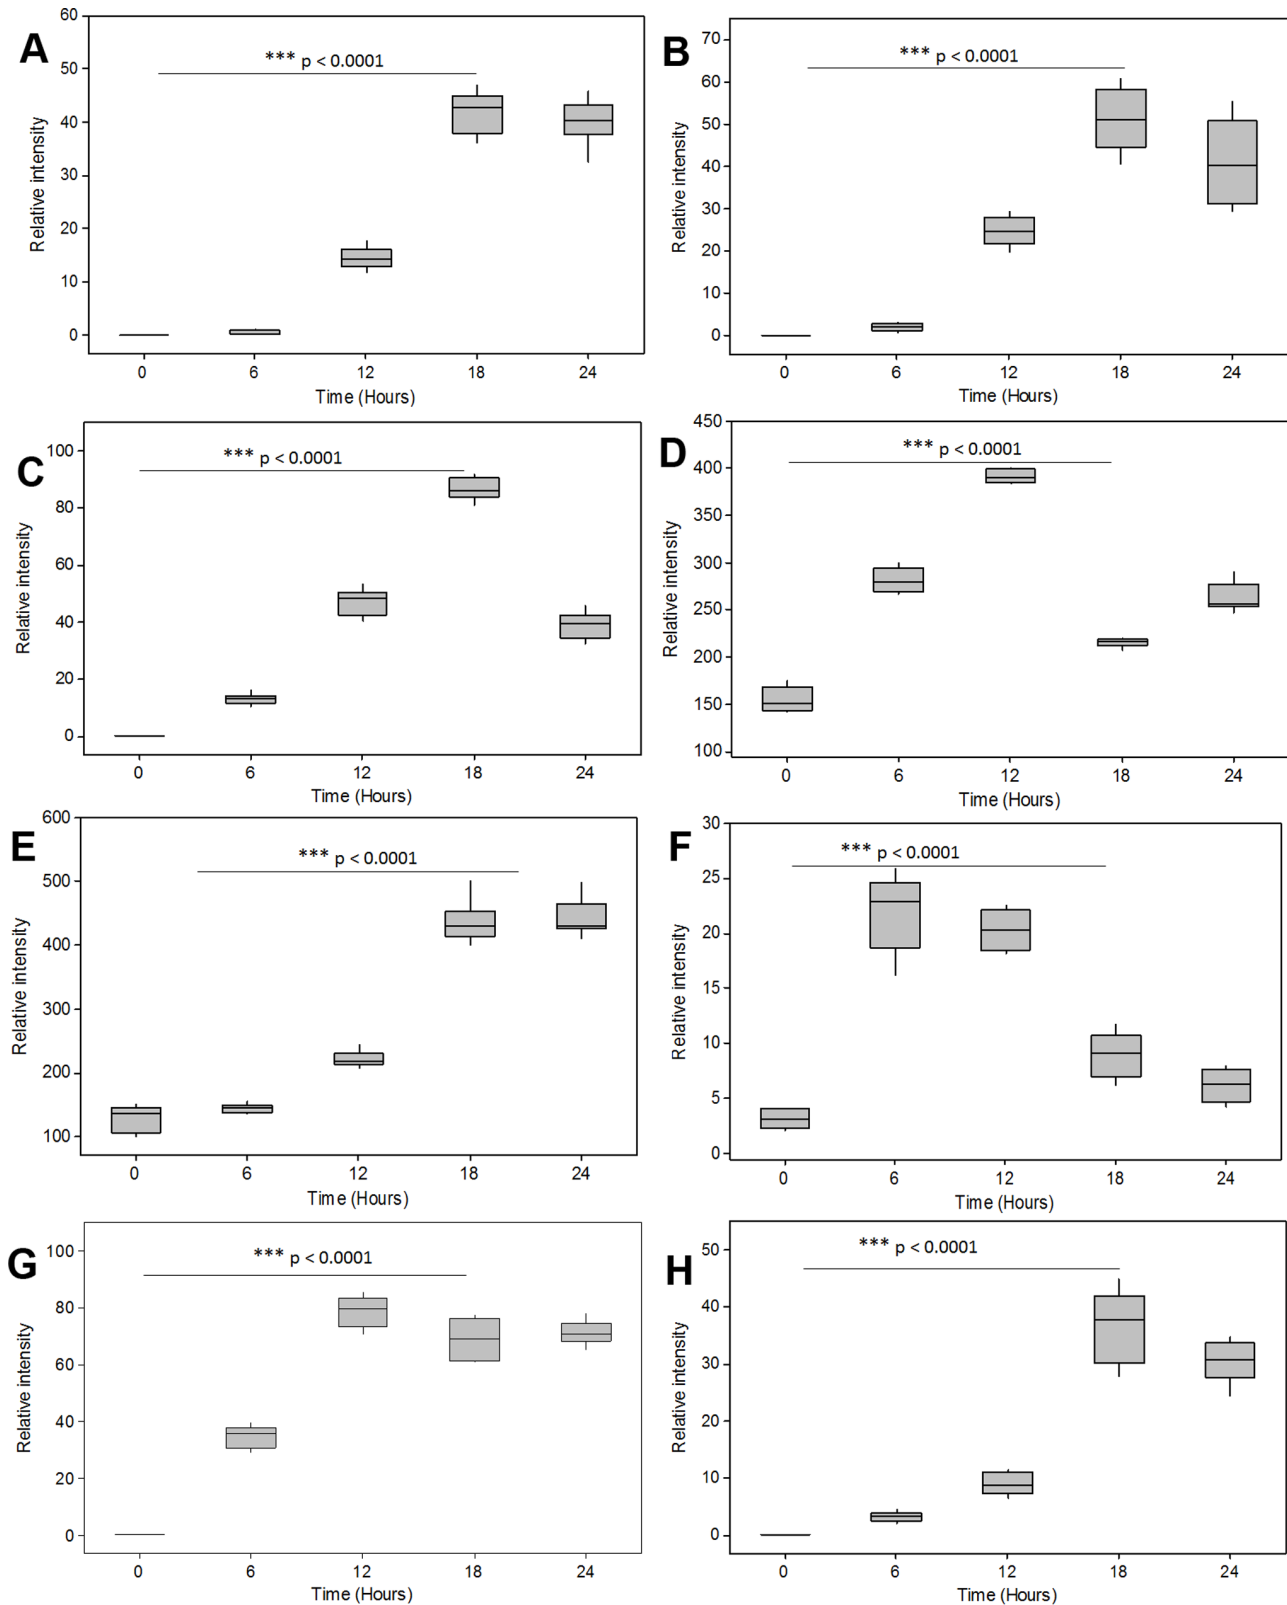 A
*** p < 0.0001
Relative intensity
60
50
40
30
20
10
0
0 6 12 18 24
Time (Hours)
B
*** p < 0.0001
Relative intensity
70
60
50
40
30
20
10
0
0 6 12 18 24
Time (Hours)
C
*** p < 0.0001
Relative intensity
100
80
60
40
20
0
0 6 12 18 24
Time (Hours)
D
*** p < 0.0001
Relative intensity
450
400
350
300
250
200
150
100
0 6 12 18 24
Time (Hours)
E
*** p < 0.0001
Relative intensity
600
500
400
300
200
100
0 6 12 18 24
Time (Hours)
F
*** p < 0.0001
Relative intensity
30
25
20
15
10
5
0
0 6 12 18 24
Time (Hours)
G
*** p < 0.0001
Relative intensity
100
80
60
40
20
0
0 6 12 18 24
Time (Hours)
H
*** p < 0.0001
Relative intensity
50
40
30
20
10
0
0 6 12 18 24
Time (Hours)